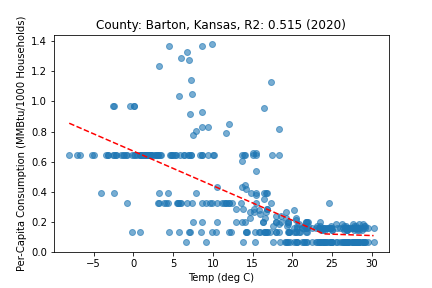 County: Barton, Kansas, R2: 0.515 (2020)
Per-Capita Consumption (MMBtu/1000 Households)
1.4
1.2
1.0
0.8
0.6
0.4
0.2
0.0
−5 0 5 10 15 20 25 30
Temp (deg C)